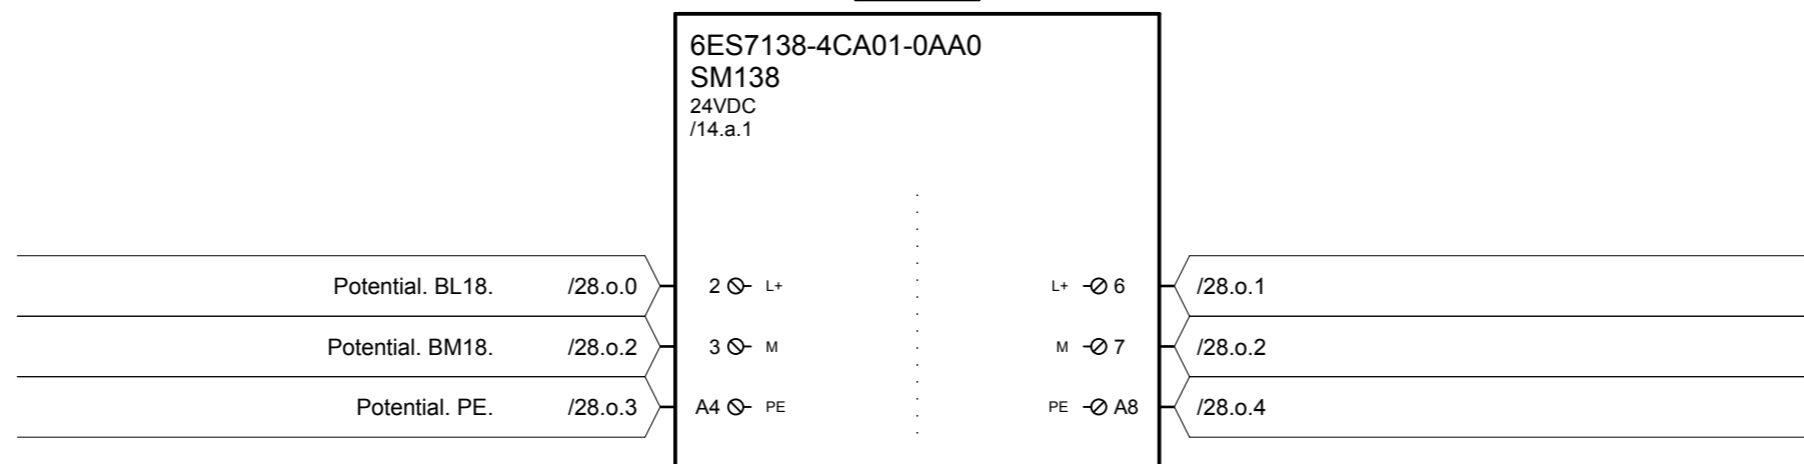 6ES7138-4CA01-0AA0
SM138
24VDC
/14.a.1
Potential. BL18. /28.o.0 2 L+ L+ 6 /28.o.1
Potential. BM18. /28.o.2 3 M M 7 /28.o.2
Potential. PE. /28.o.3 A4 PE PE A8 /28.o.4